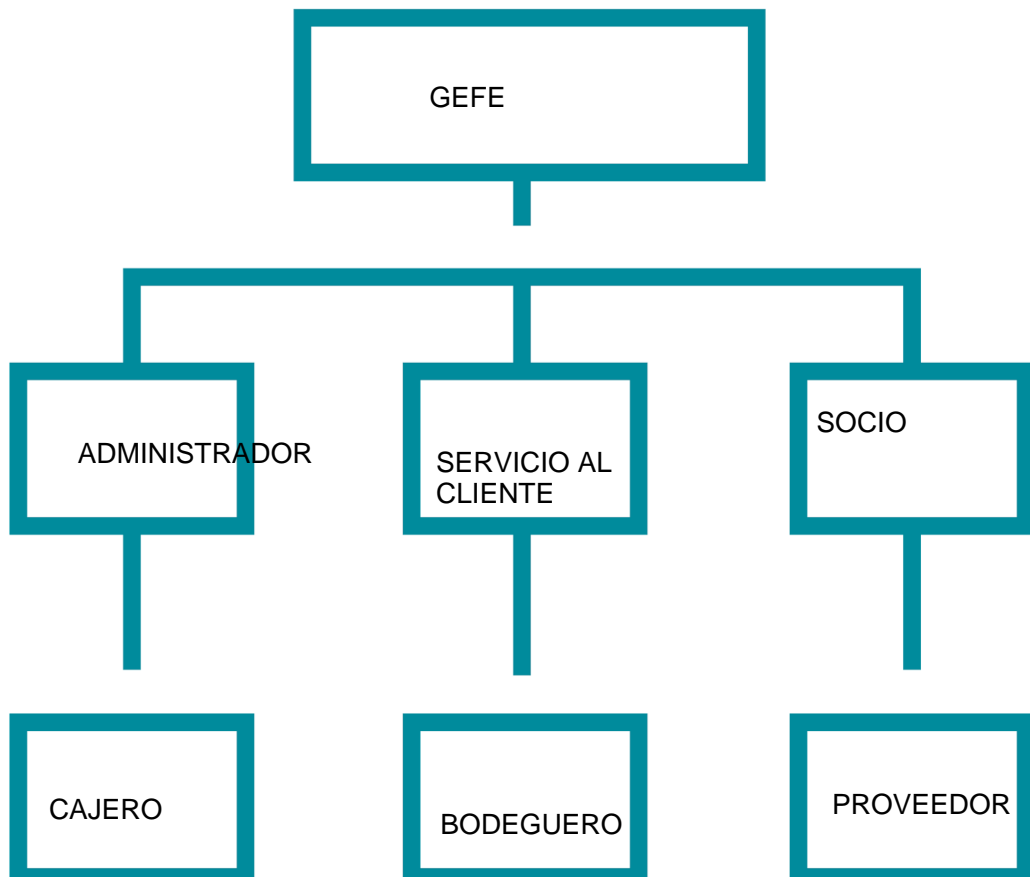 GEFE
ADMINISTRADOR
SERVICIO AL
CLIENTE
SOCIO
CAJERO
BODEGUERO
PROVEEDOR